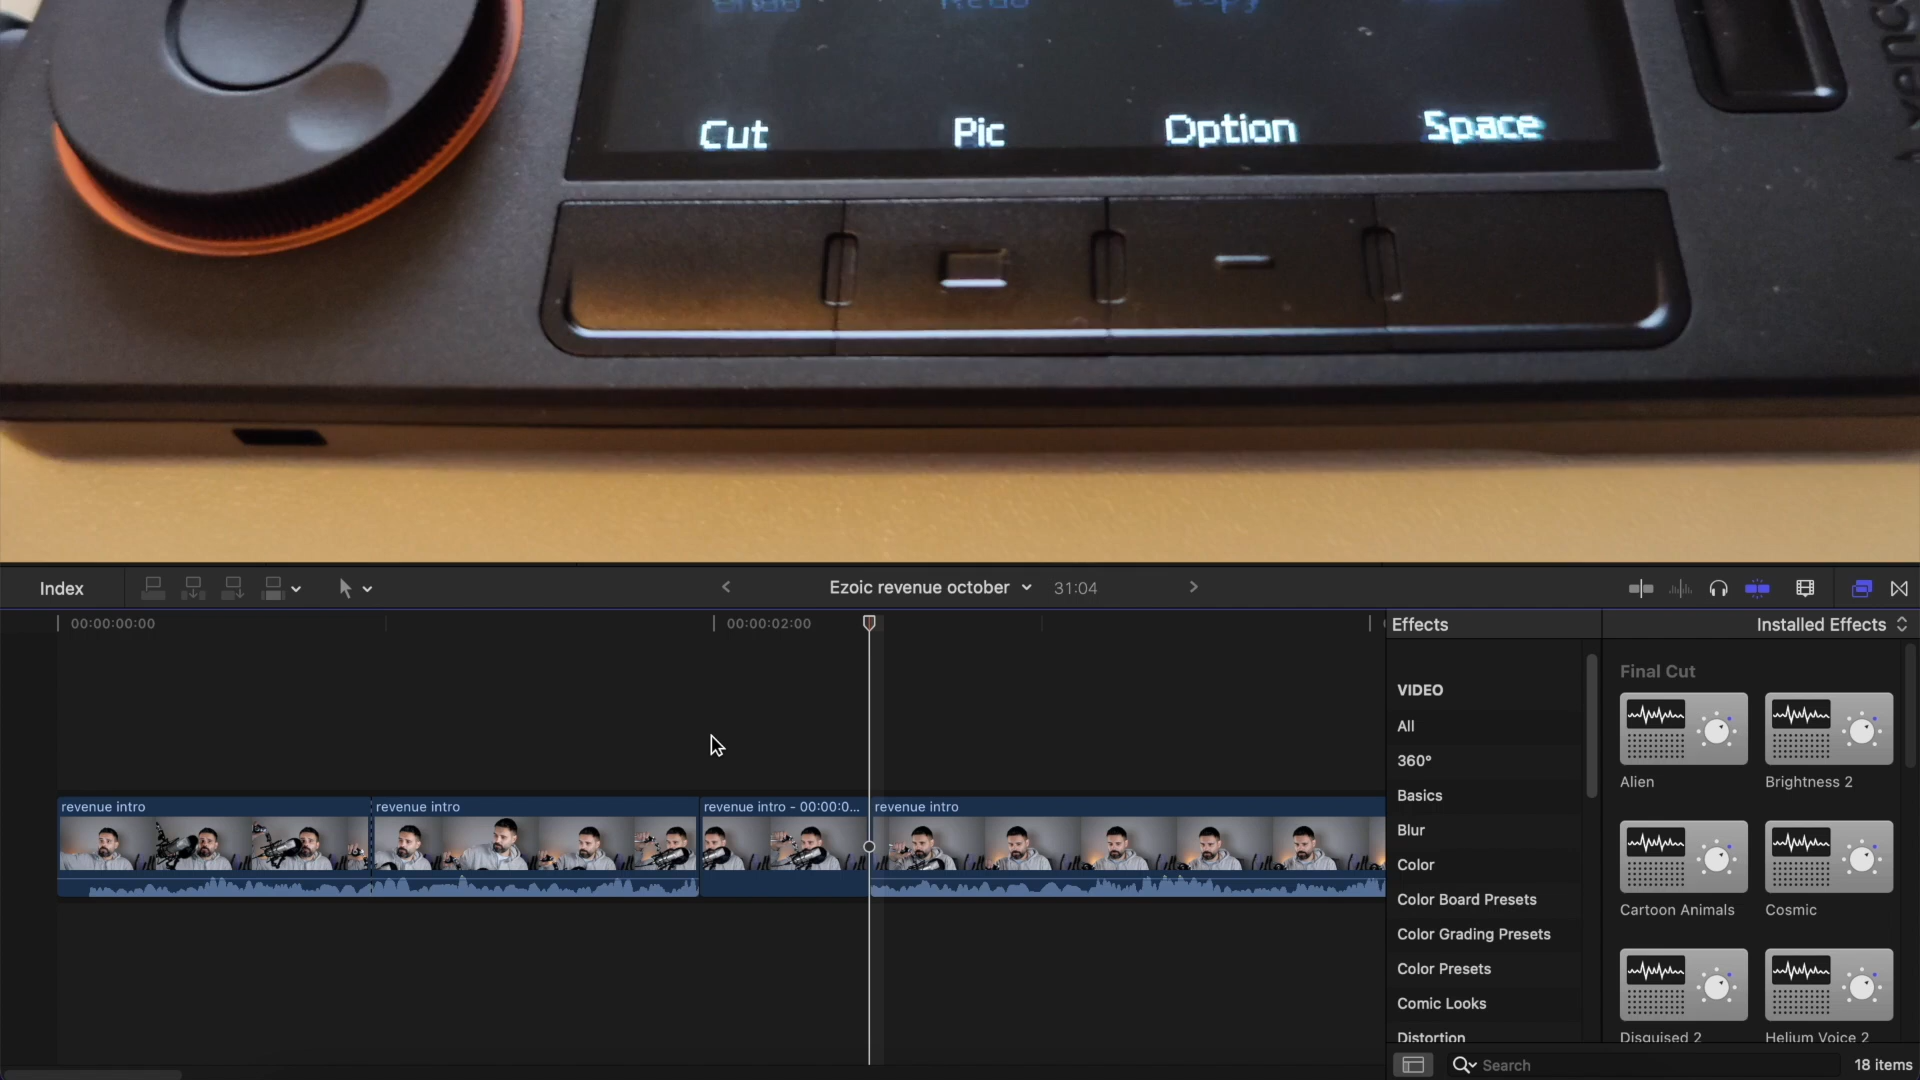 Cut Pic Option Space
Index
Ezoic revenue october 31:04
00:00:00:00 00:00:02:00
Effects
Installed Effects
VIDEO
All
360°
Basics
Blur
Color
Color Board Presets
Color Grading Presets
Color Presets
Comic Looks
Distortion
Final Cut
Alien Brightness 2
Cartoon Animals Cosmic
Disguised 2 Helium Voice 2
revenue intro revenue intro revenue intro - 00:00:0... revenue intro
Search
18 items